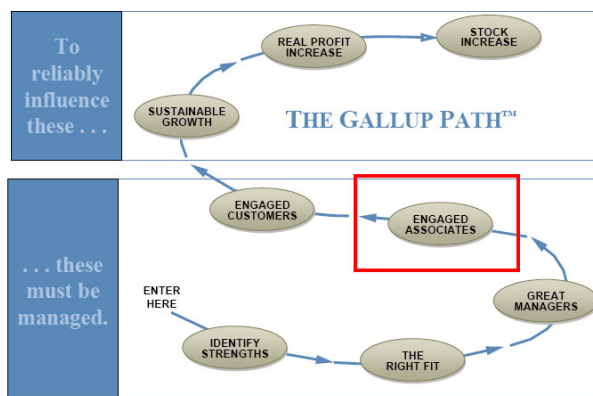 To
reliably
influence
these . . .
REAL PROFIT
INCREASE
STOCK
INCREASE
SUSTAINABLE
GROWTH
THE GALLUP PATH™
. . . these
must be
managed.
ENGAGED
CUSTOMERS
ENGAGED
ASSOCIATES
ENTER
HERE
GREAT
MANAGERS
IDENTIFY
STRENGTHS
THE
RIGHT FIT